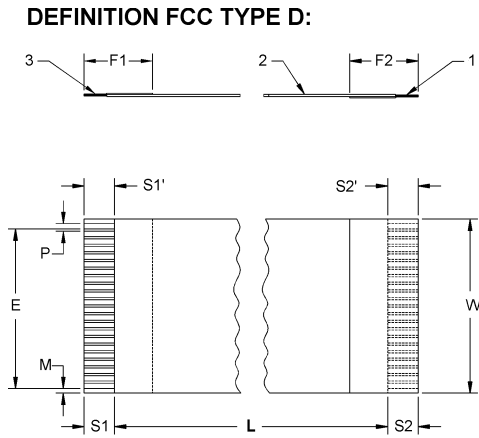 DEFINITION FCC TYPE D:
3 F1 2 F2 1
S1' S2'
P
E W
M
S1 L S2